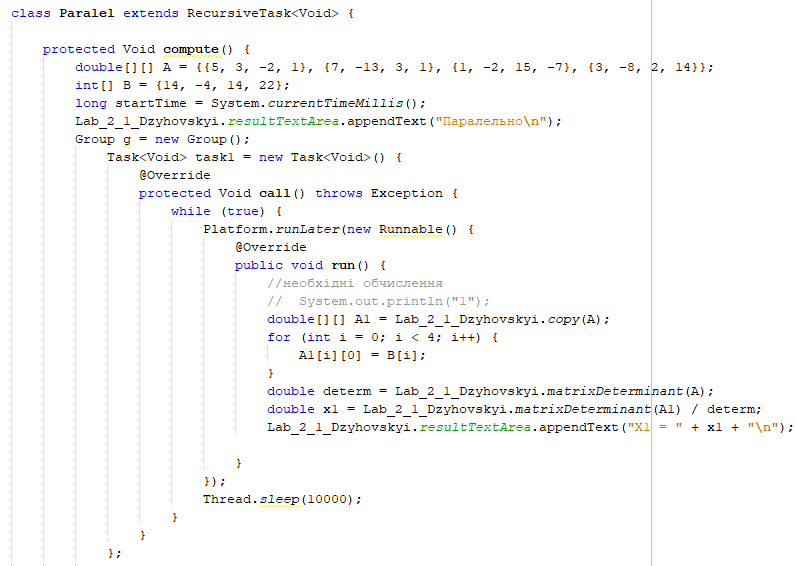 class Paralel extends RecursiveTask<Void> {
protected Void compute() {
double[][] A = {{5, 3, -2, 1}, {7, -13, 3, 1}, {1, -2, 15, -7}, {3, -8, 2, 14}};
int[] B = {14, -4, 14, 22};
long startTime = System.currentTimeMillis();
Lab_2_1_Dzyhovskyi.resultTextArea.appendText("Паралельно\n");
Group g = new Group();
Task<Void> task1 = new Task<Void>() {
@Override
protected Void call() throws Exception {
while (true) {
Platform.runLater(new Runnable() {
@Override
public void run() {
//необхідні обчислення
//  System.out.println("1");
double[][] A1 = Lab_2_1_Dzyhovskyi.copy(A);
for (int i = 0; i < 4; i++) {
A1[i][0] = B[i];
}
double determ = Lab_2_1_Dzyhovskyi.matrixDeterminant(A);
double x1 = Lab_2_1_Dzyhovskyi.matrixDeterminant(A1) / determ;
Lab_2_1_Dzyhovskyi.resultTextArea.appendText("X1 = " + x1 + "\n");
}
});
Thread.sleep(10000);
}
}
};